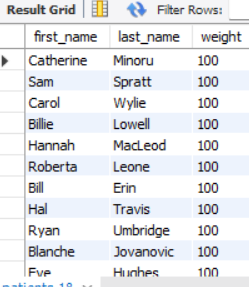 Result Grid Filter Rows:
first_name last_name weight
Catherine Minoru 100
Sam Spratt 100
Carol Wylie 100
Billie Lowell 100
Hannah MacLeod 100
Roberta Leone 100
Bill Erin 100
Hal Travis 100
Ryan Umbridge 100
Blanche Jovanovic 100
Eve Hughes 100
patients 18